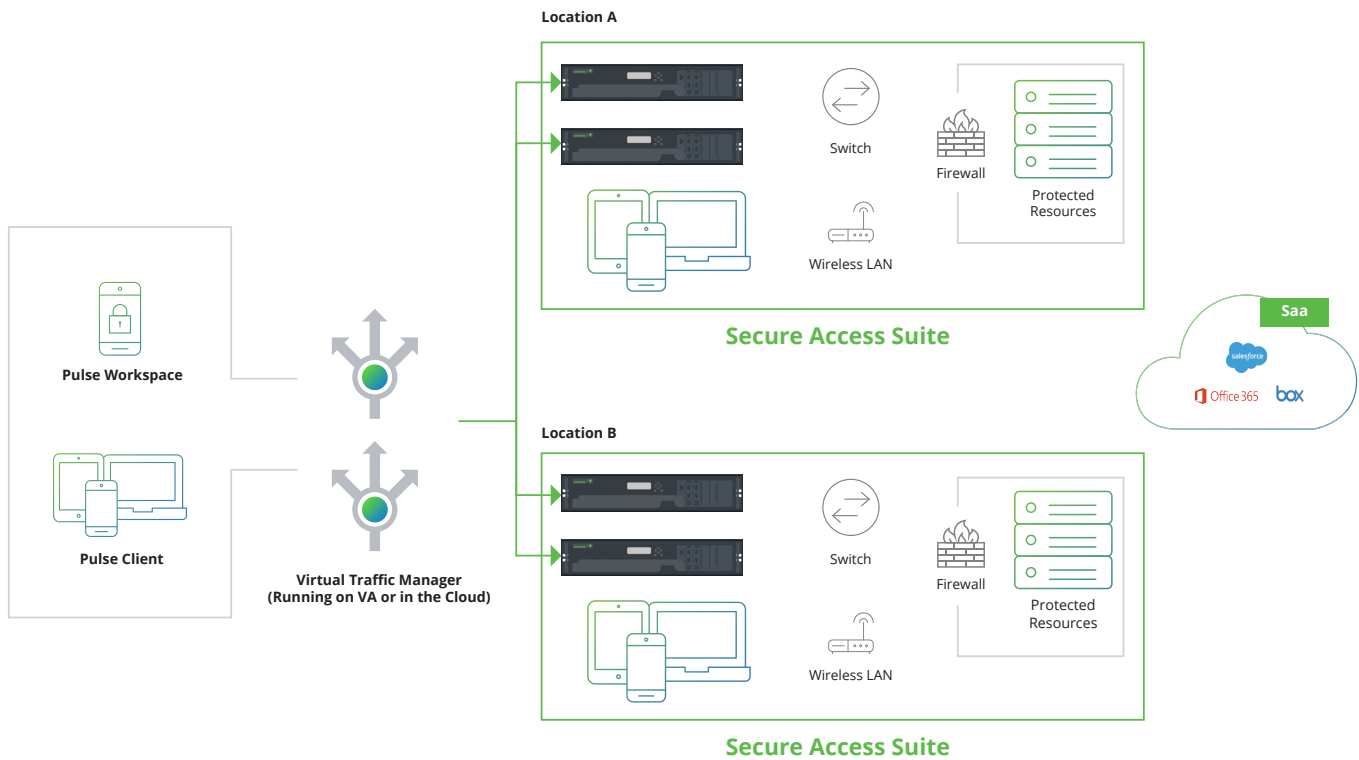 Location A
Switch
Firewall
Protected
Resources
Wireless LAN
Secure Access Suite
Pulse Workspace
Pulse Client
Virtual Traffic Manager
(Running on VA or in the Cloud)
Saa
salesforce
Office 365
box
Location B
Switch
Firewall
Protected
Resources
Wireless LAN
Secure Access Suite